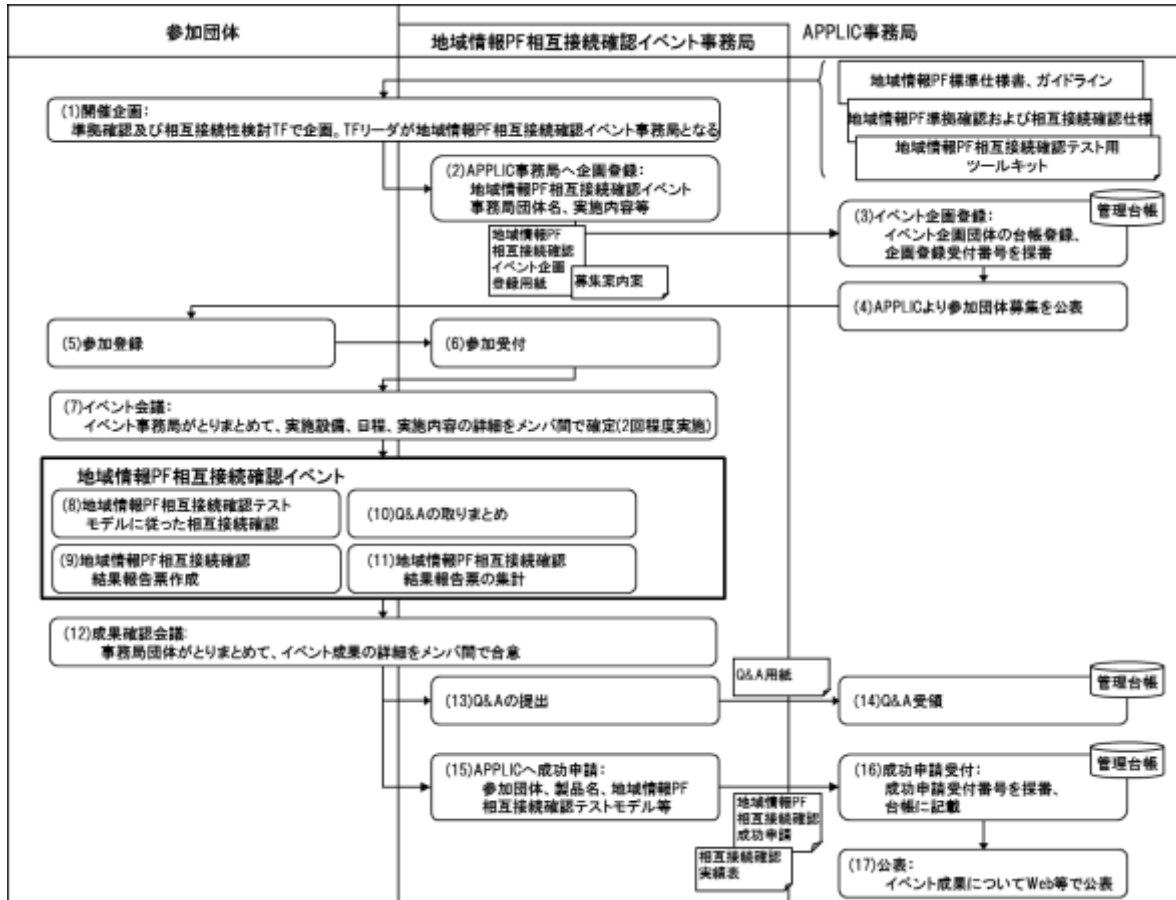 参加団体
地域情報PF相互接続確認イベント事務局
APPLIC事務局
地域情報PF標準仕様書、ガイドライン
地域情報PF準拠確認および相互接続確認仕様
地域情報PF相互接続確認テスト用
ツールキット
(1)開催企画:
準拠確認及び相互接続性検討TFで企画。TFリーダが地域情報PF相互接続確認イベント事務局となる
(2)APPLIC事務局へ企画登録:
地域情報PF相互接続確認イベント
事務局団体名、実施内容等
地域情報PF
相互接続確認
イベント企画
登録用紙
募集案内案
管理台帳
(3)イベント企画登録:
イベント企画団体の台帳登録、
企画登録受付番号を採番
(4)APPLICより参加団体募集を公表
(5)参加登録
(6)参加受付
(7)イベント会議:
イベント事務局がとりまとめて、実施設備、日程、実施内容の詳細をメンバ間で確定(2回程度実施)
地域情報PF相互接続確認イベント
(8)地域情報PF相互接続確認テスト
モデルに従った相互接続確認
(10)Q&Aの取りまとめ
(9)地域情報PF相互接続確認
結果報告票作成
(11)地域情報PF相互接続確認
結果報告票の集計
(12)成果確認会議:
事務局団体がとりまとめて、イベント成果の詳細をメンバ間で合意
Q&A用紙
管理台帳
(13)Q&Aの提出
(14)Q&A受領
管理台帳
(15)APPLICへ成功申請:
参加団体、製品名、地域情報PF
相互接続確認テストモデル等
(16)成功申請受付:
成功申請受付番号を採番、
台帳に記載
地域情報PF
相互接続確認
成功申請
相互接続確認
実績表
(17)公表:
イベント成果についてWeb等で公表